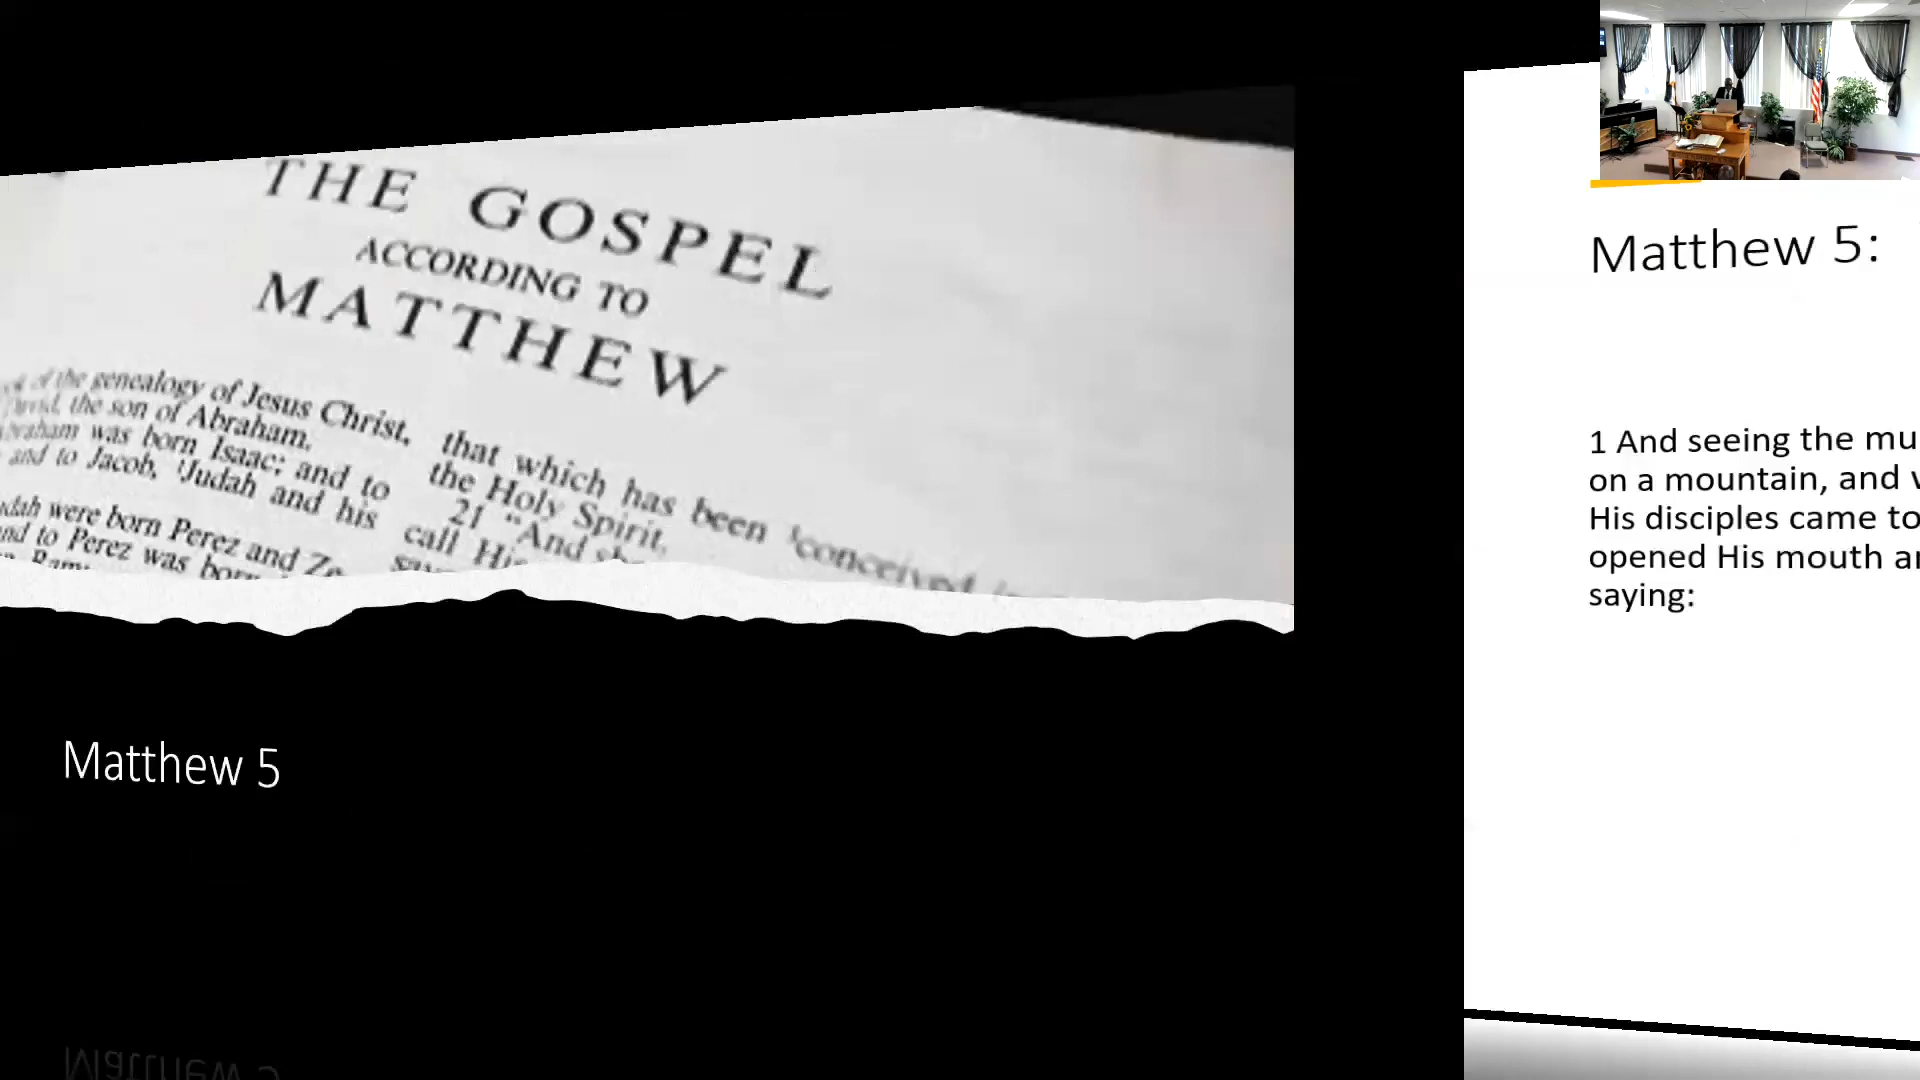 THE GOSPEL
ACCORDING TO
MATTHEW
of the genealogy of Jesus Christ,
the son of Abraham.
was born Isaac; and to
and to Jacob, Judah and his
were born Perez and
to Perez was born
that which has been conceived
the Holy Spirit.
21 "And
call
Matthew 5
Matthew 5:
1 And seeing the mu
on a mountain, and
His disciples came to
opened His mouth
saying: